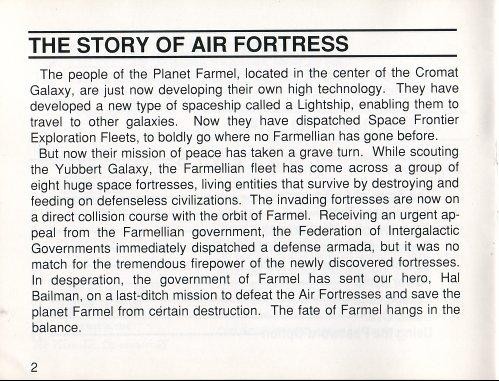 THE STORY OF AIR FORTRESS
The people of the Planet Farmel, located in the center of the Cromat
Galaxy, are just now developing their own high technology. They have
developed a new type of spaceship called a Lightship, enabling them to
travel to other galaxies. Now they have dispatched Space Frontier
Exploration Fleets, to boldly go where no Farmellian has gone before.
But now their mission of peace has taken a grave turn. While scouting
the Yubbert Galaxy, the Farmellian fleet has come across a group of
eight huge space fortresses, living entities that survive by destroying and
feeding on defenseless civilizations. The invading fortresses are now on
a direct collision course with the orbit of Farmel. Receiving an urgent ap-
peal from the Farmellian government, the Federation of Intergalactic
Governments immediately dispatched a defense armada, but it was no
match for the tremendous firepower of the newly discovered fortresses.
In desperation, the government of Farmel has sent our hero, Hal
Bailman, on a last-ditch mission to defeat the Air Fortresses and save the
planet Farmel from certain destruction. The fate of Farmel hangs in the
balance.
2